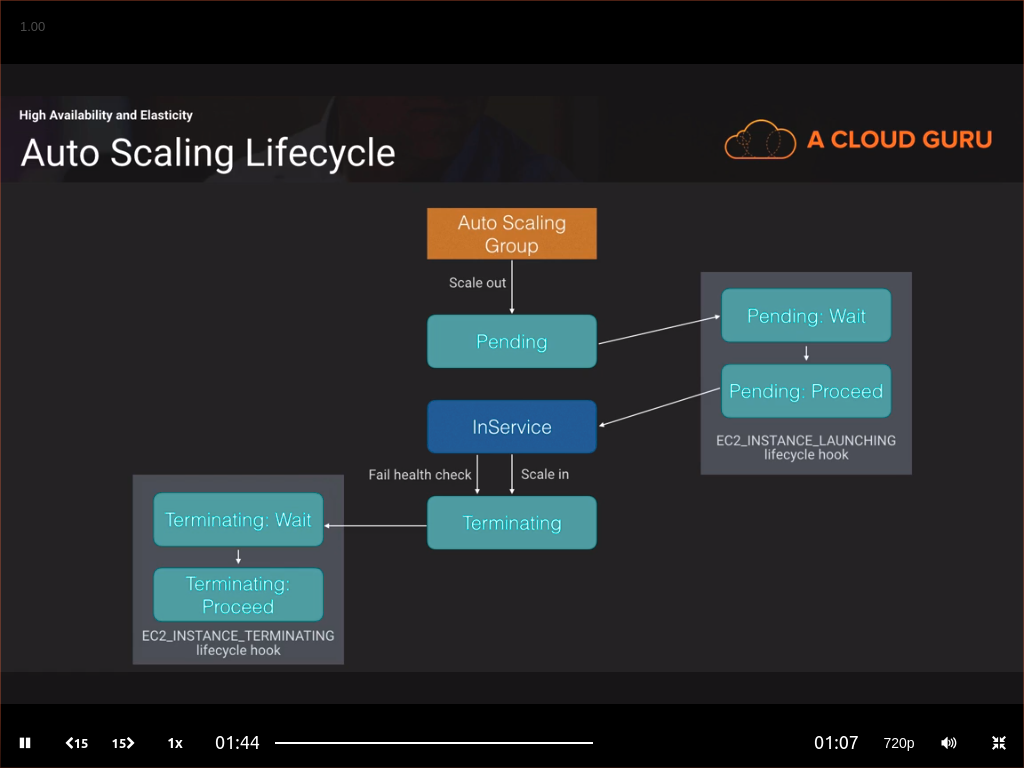 1.00
High Availability and Elasticity
Auto Scaling Lifecycle
A CLOUD GURU
Auto Scaling
Group
Scale out
Pending
Pending: Wait
Pending: Proceed
EC2_INSTANCE_LAUNCHING
lifecycle hook
InService
Fail health check
Scale in
Terminating
Terminating: Wait
Terminating:
Proceed
EC2_INSTANCE_TERMINATING
lifecycle hook
15
15
1x
01:44
01:07
720p